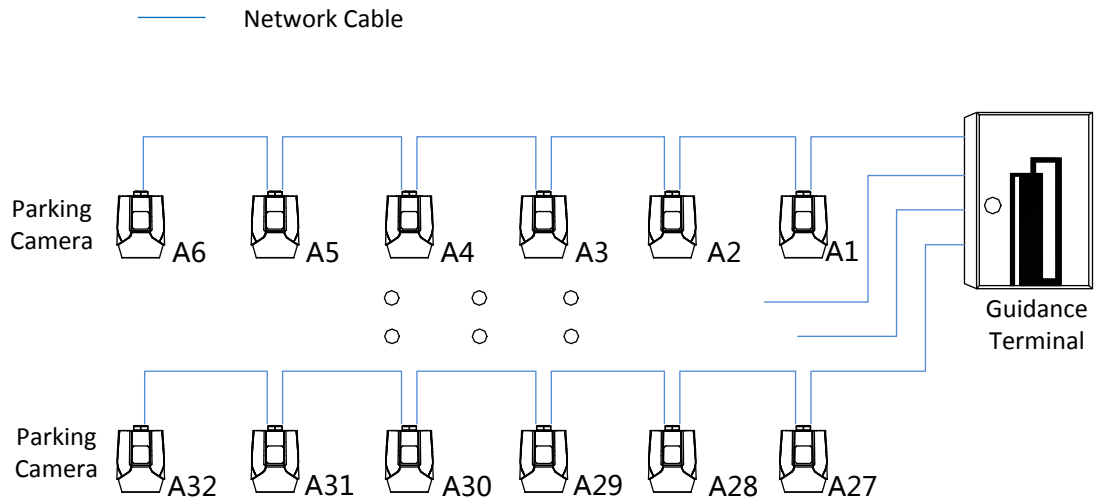 Network Cable
Parking
Camera
A6
A5
A4
A3
A2
A1
Guidance
Terminal
Parking
Camera
A32
A31
A30
A29
A28
A27